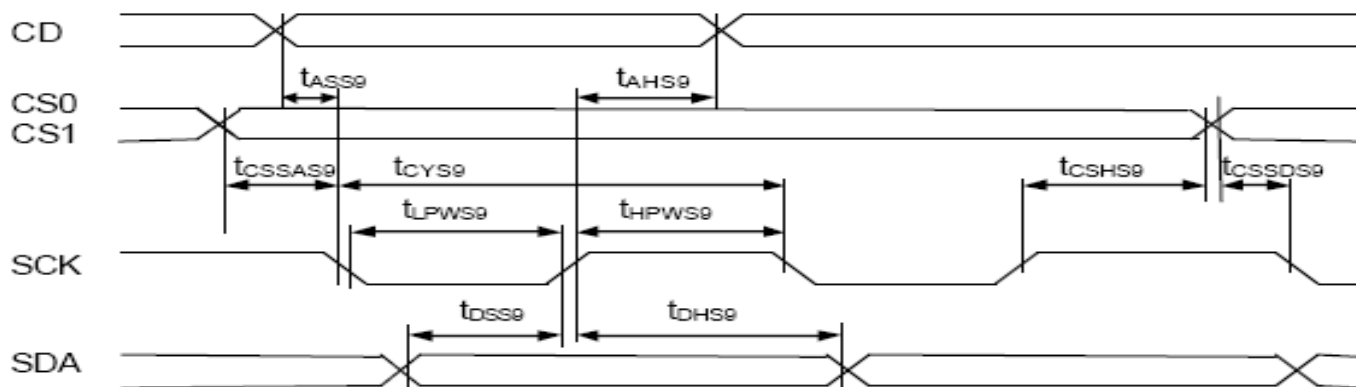 CD
tASS9
tAHS9
CS0
CS1
tCSSAS9
tCYS9
tCSHS9
tCSSDS9
tLPWS9
tHPWS9
SCK
tDSS9
tDHS9
SDA